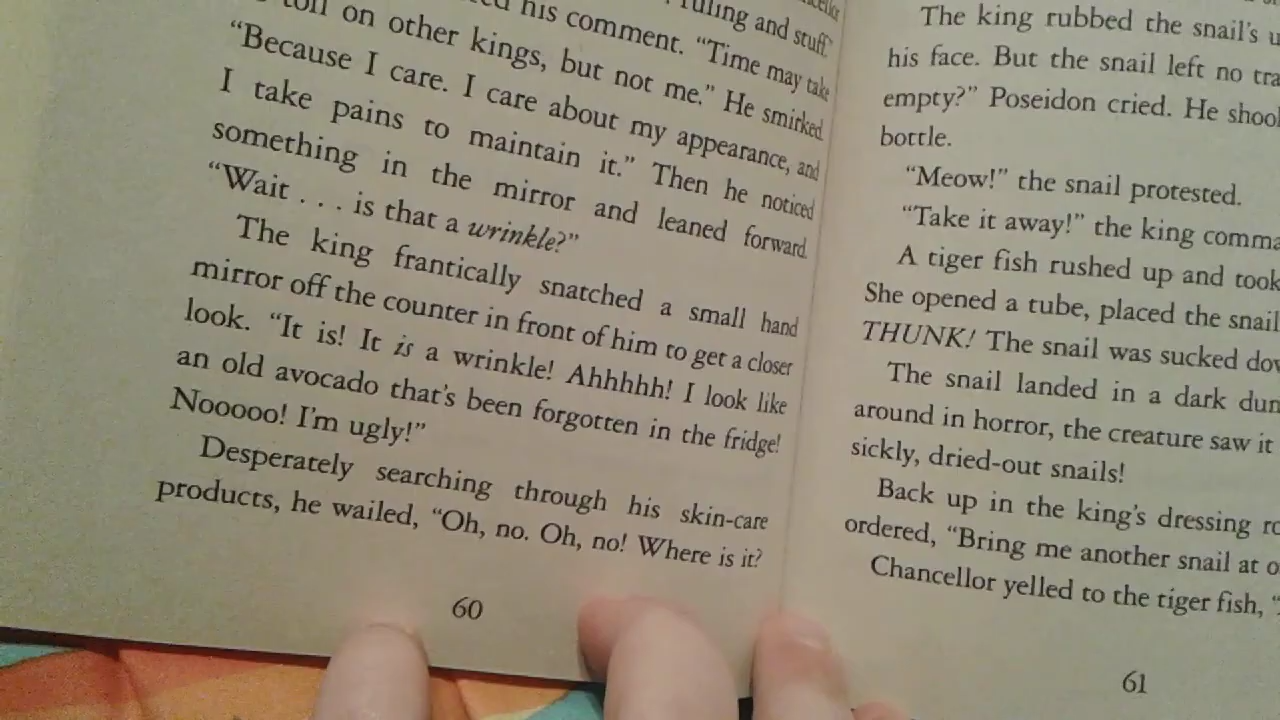 ruling and stuff.
his comment. "Time may take
on other kings, but not me." He smirked
"Because I care. I care about my appearance, and
I take pains to maintain it." Then he noticed
something in the mirror and leaned forward.
"Wait . . . is that a wrinkle?"
The king frantically snatched a small hand
mirror off the counter in front of him to get a closer
look. "It is! It is a wrinkle! Ahhhhh! I look like
an old avocado that's been forgotten in the fridge!
Nooooo! I'm ugly!"
Desperately searching through his skin-care
products, he wailed, "Oh, no. Oh, no! Where is it?
60
The king rubbed the snail's
his face. But the snail left no
empty?" Poseidon cried. He
bottle.
"Meow!" the snail protested.
"Take it away!" the king
A tiger fish rushed up and took
She opened a tube, placed the snail
THUNK! The snail was sucked
The snail landed in a dark
around in horror, the creature saw it
sickly, dried-out snails!
Back up in the king's dressing
ordered, "Bring me another snail at
Chancellor yelled to the tiger fish, "
61